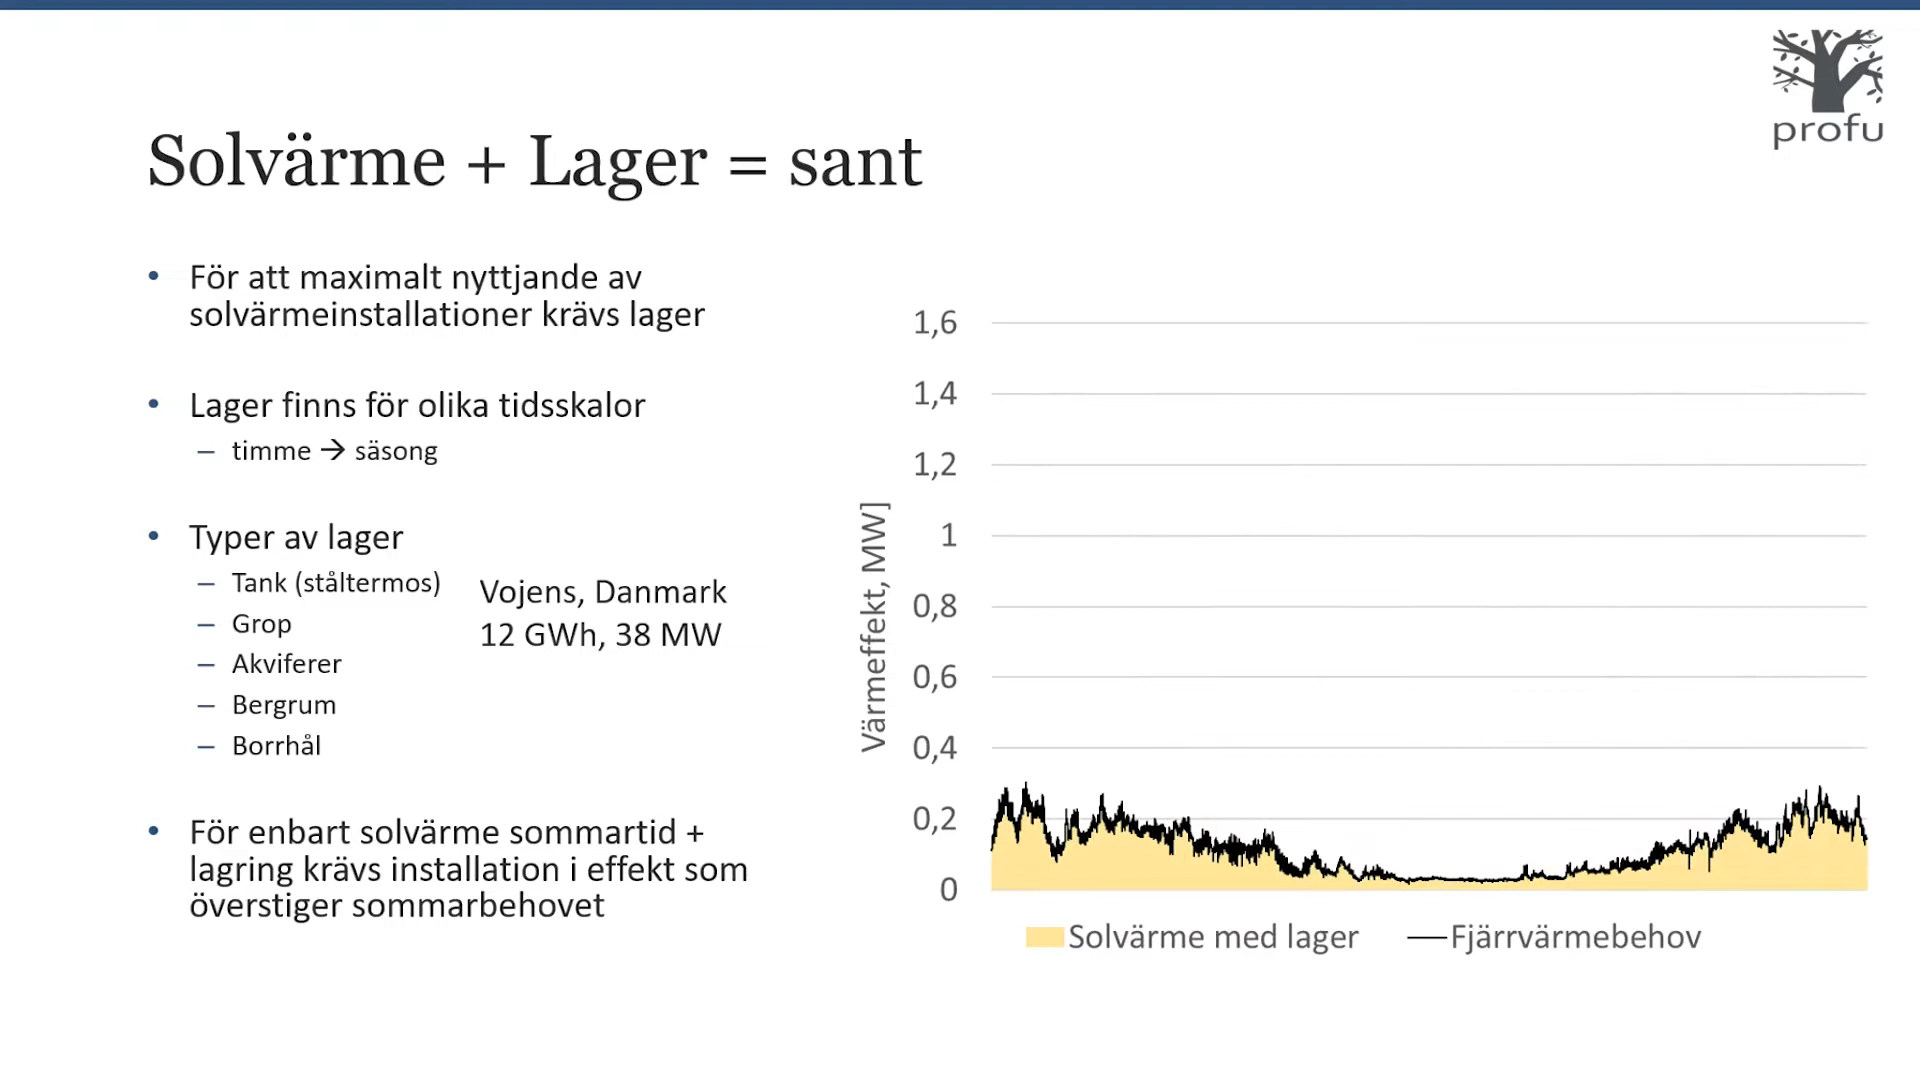 profu
Solvärme + Lager = sant
• För att maximalt nyttjande av
solvärmeinstallationer krävs lager
• Lager finns för olika tidsskalor
– timme → säsong
• Typer av lager
– Tank (ståltermos)
– Grop
– Akviferer
– Bergrum
– Borrhål
Vojens, Danmark
12 GWh, 38 MW
• För enbart solvärme sommartid +
lagring krävs installation i effekt som
överstiger sommarbehovet
Värmeffekt, MW]
1,6
1,4
1,2
1
0,8
0,6
0,4
0,2
0
Solvärme med lager
Fjärrvärmebehov